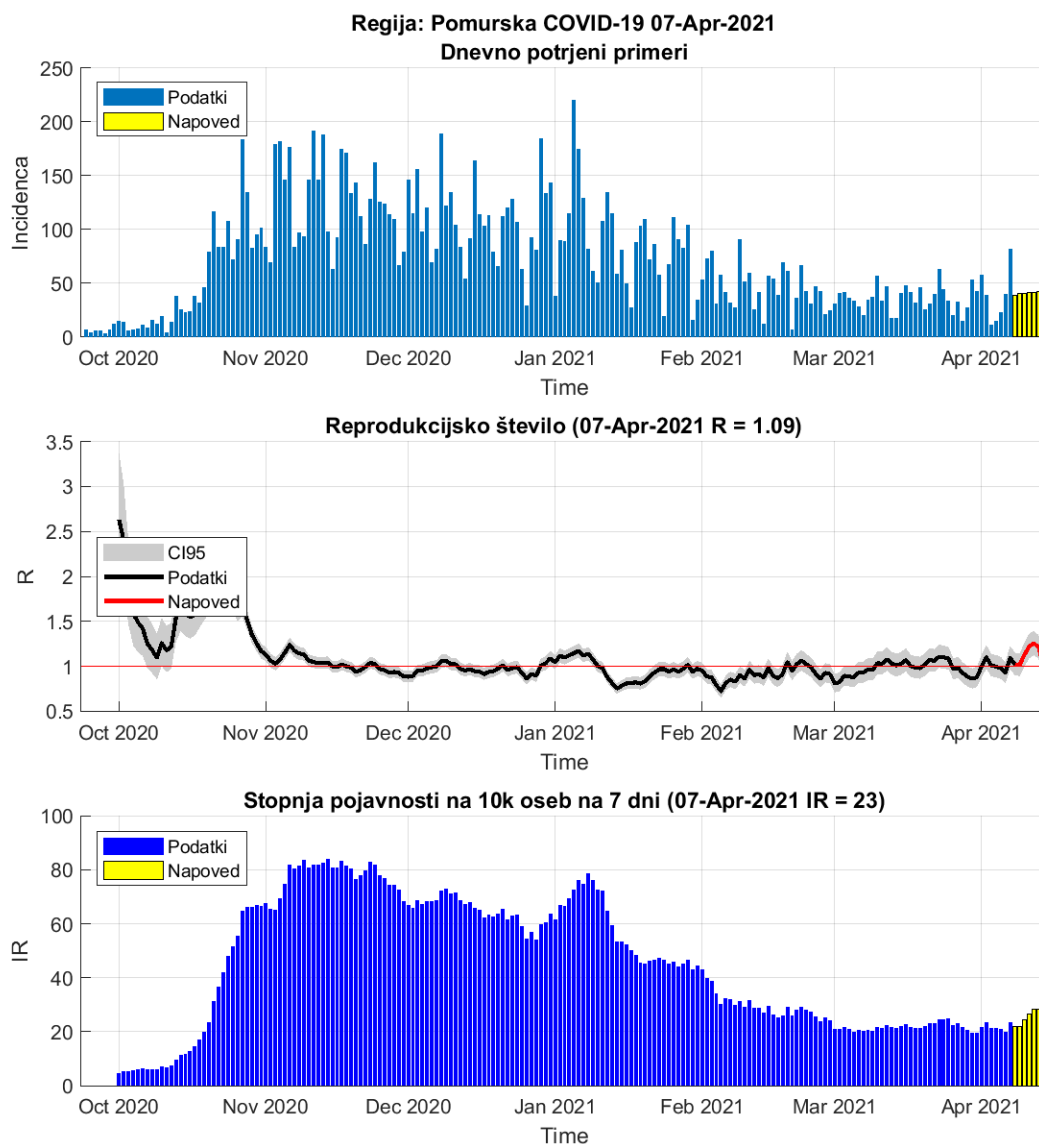 Regija: Pomurska COVID-19 07-Apr-2021
Dnevno potrjeni primeri
250
200
150
100
50
0
Incidenca
Podatki
Napoved
Oct 2020 Nov 2020 Dec 2020 Jan 2021 Feb 2021 Mar 2021 Apr 2021
Time
Reprodukcijsko število (07-Apr-2021 R = 1.09)
3.5
3
2.5
2
1.5
1
0.5
R
CI95
Podatki
Napoved
Oct 2020 Nov 2020 Dec 2020 Jan 2021 Feb 2021 Mar 2021 Apr 2021
Time
Stopnja pojavnosti na 10k oseb na 7 dni (07-Apr-2021 IR = 23)
100
80
60
40
20
0
IR
Podatki
Napoved
Oct 2020 Nov 2020 Dec 2020 Jan 2021 Feb 2021 Mar 2021 Apr 2021
Time